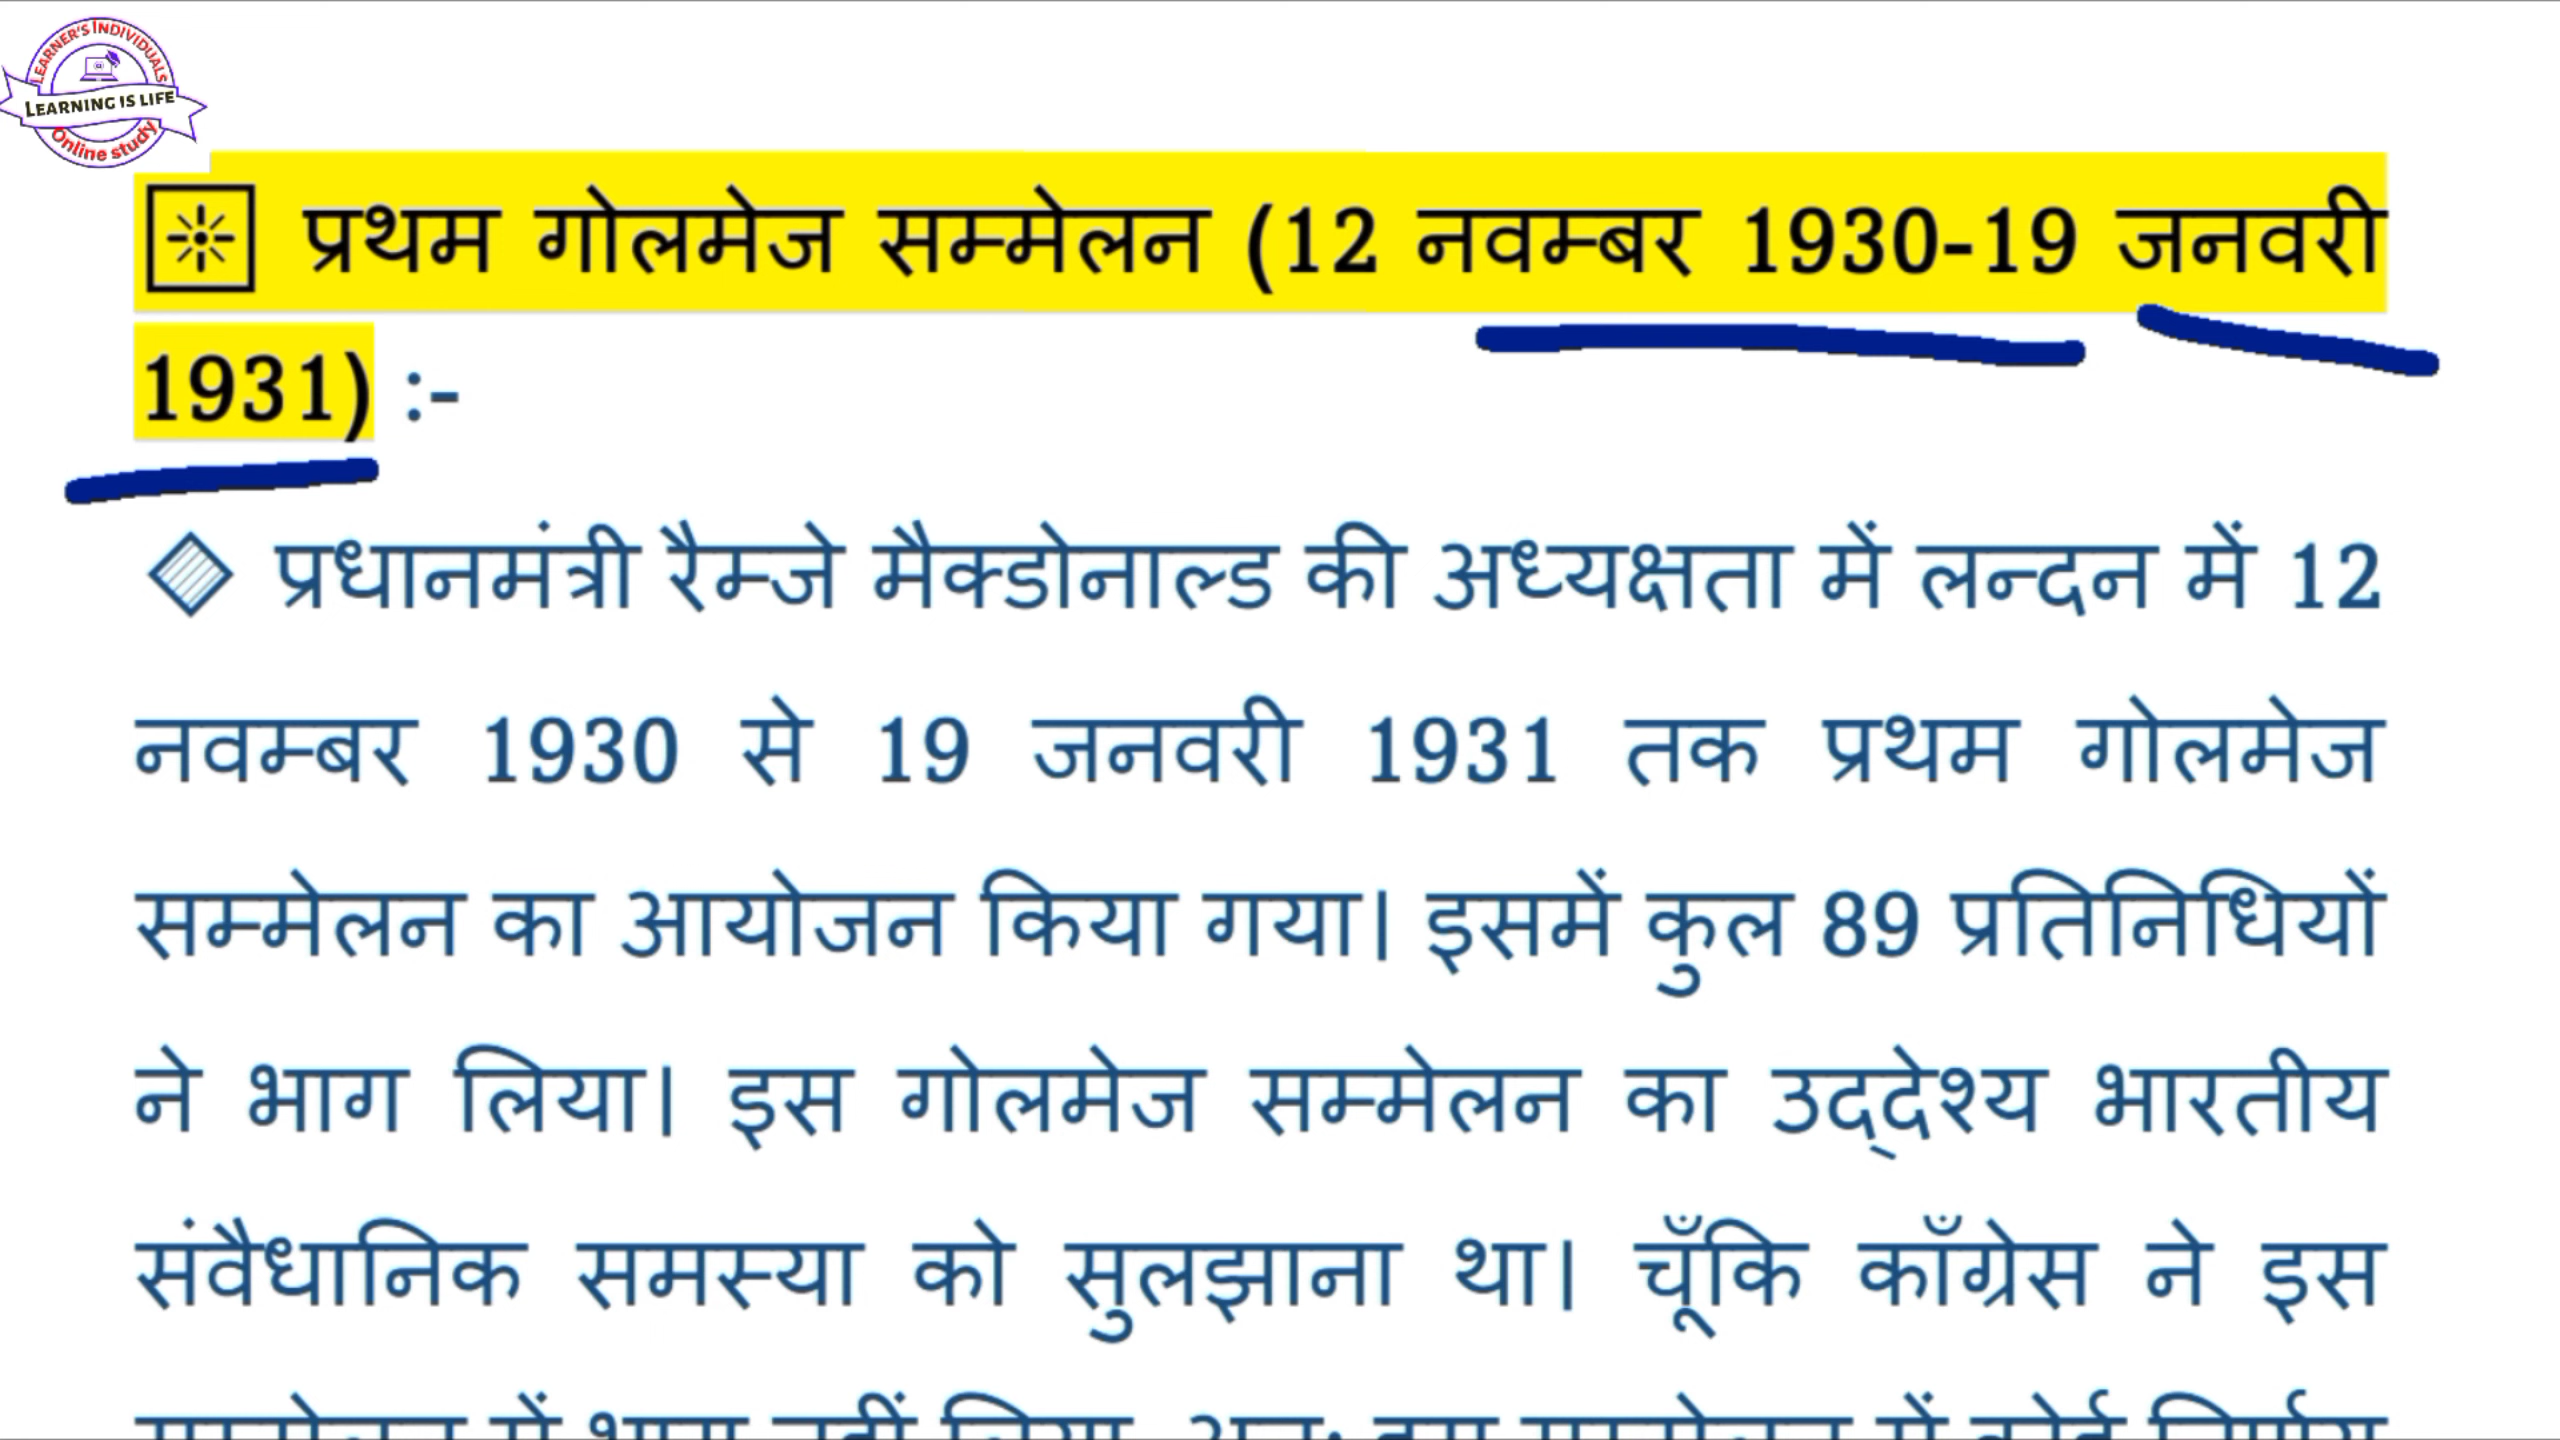 LEARNER'S INDIVIDUALS
LEARNING IS LIFE
Online study
प्रथम गोलमेज सम्मेलन (12 नवम्बर 1930-19 जनवरी
1931) :-
प्रधानमंत्री रैम्जे मैक्डोनाल्ड की अध्यक्षता में लन्दन में 12
नवम्बर 1930 से 19 जनवरी 1931 तक प्रथम गोलमेज
सम्मेलन का आयोजन किया गया। इसमें कुल 89 प्रतिनिधियों
ने भाग लिया। इस गोलमेज सम्मेलन का उद्देश्य भारतीय
संवैधानिक समस्या को सुलझाना था। चूँकि काँग्रेस ने इस